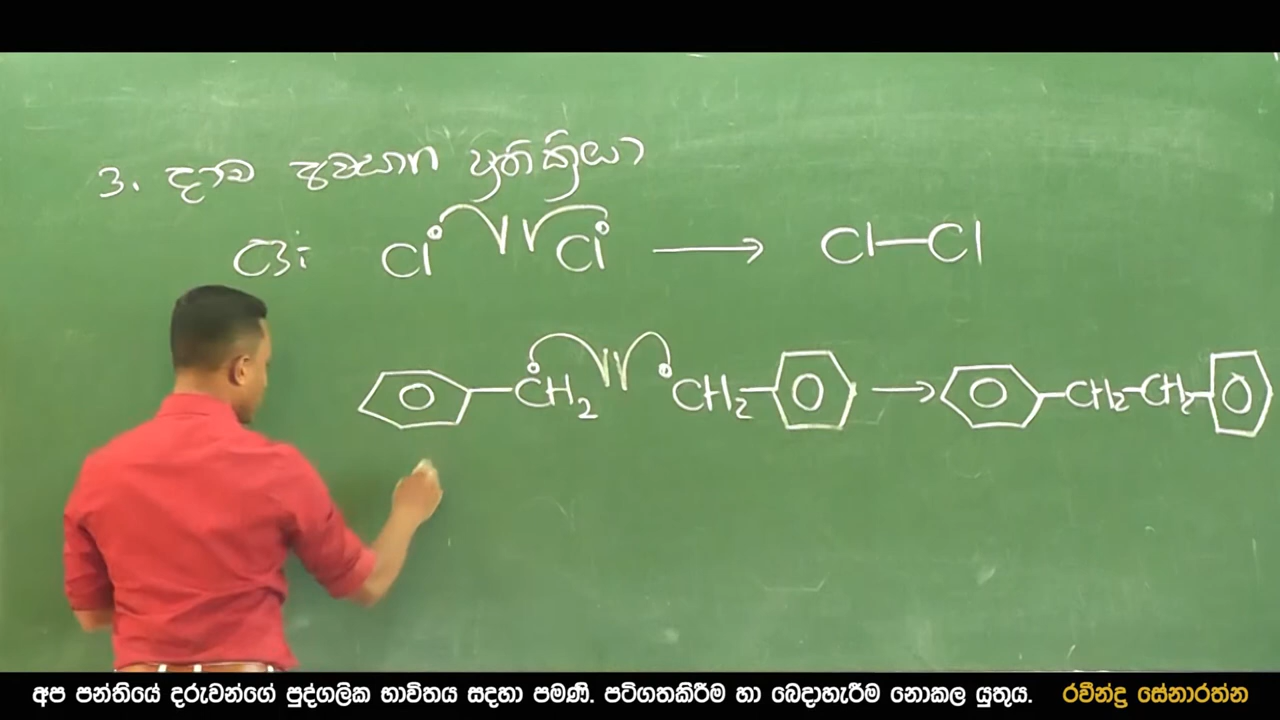 3. දාම අවසාන ප්‍රතික්‍රියා
Cl Cl → Cl—Cl
CH2 CH2 → CH2—CH2
අප පන්තියේ දරුවන්ගේ පුද්ගලික භාවිතය සදහා පමණි. පටිගතකිරීම හා බෙදාහැරීම නොකල යුතුය. රවීන්ද්‍ර සේනාරත්න